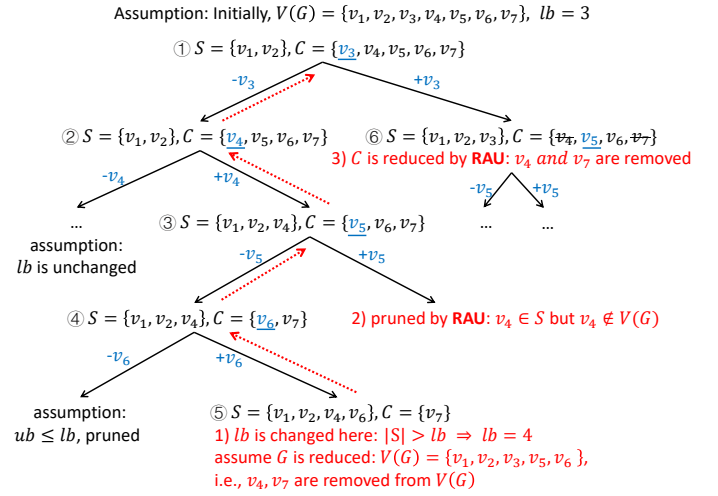 Assumption: Initially, V(G) = {v₁, v₂, v₃, v₄, v₅, v₆, v₇}, lb = 3
① S = {v₁, v₂}, C = {v₃, v₄, v₅, v₆, v₇}
-v₃
+v₃
② S = {v₁, v₂}, C = {v₄, v₅, v₆, v₇}
⑥ S = {v₁, v₂, v₃}, C = {v₄, v₅, v₆, v₇}
3) C is reduced by RAU: v₄ and v₇ are removed
-v₄
+v₄
-v₅
+v₅
...
assumption:
lb is unchanged
③ S = {v₁, v₂, v₄}, C = {v₅, v₆, v₇}
...
...
-v₅
+v₅
④ S = {v₁, v₂, v₄}, C = {v₆, v₇}
2) pruned by RAU: v₄ ∈ S but v₄ ∉ V(G)
-v₆
+v₆
assumption:
ub ≤ lb, pruned
⑤ S = {v₁, v₂, v₄, v₆}, C = {v₇}
1) lb is changed here: |S| > lb ⇒ lb = 4
assume G is reduced: V(G) = {v₁, v₂, v₃, v₅, v₆ },
i.e., v₄, v₇ are removed from V(G)